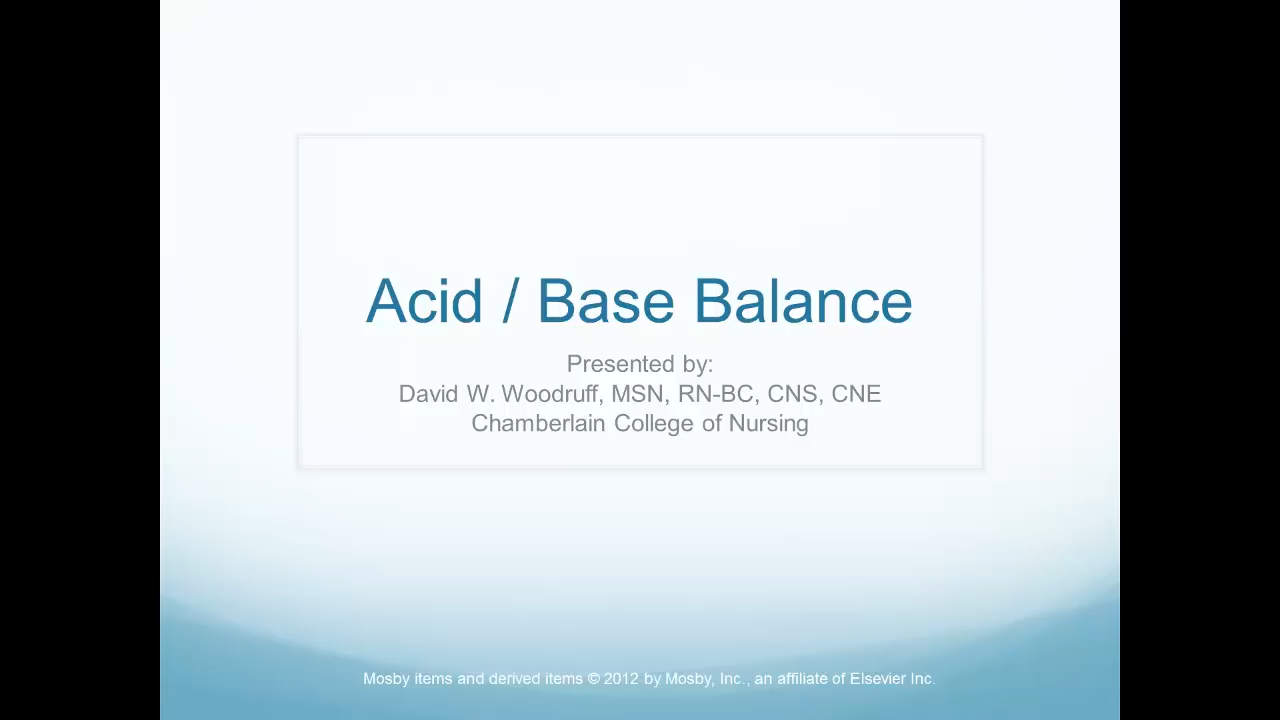 Acid / Base Balance
Presented by:
David W. Woodruff, MSN, RN-BC, CNS, CNE
Chamberlain College of Nursing
Mosby items and derived items © 2012 by Mosby, Inc., an affiliate of Elsevier Inc.